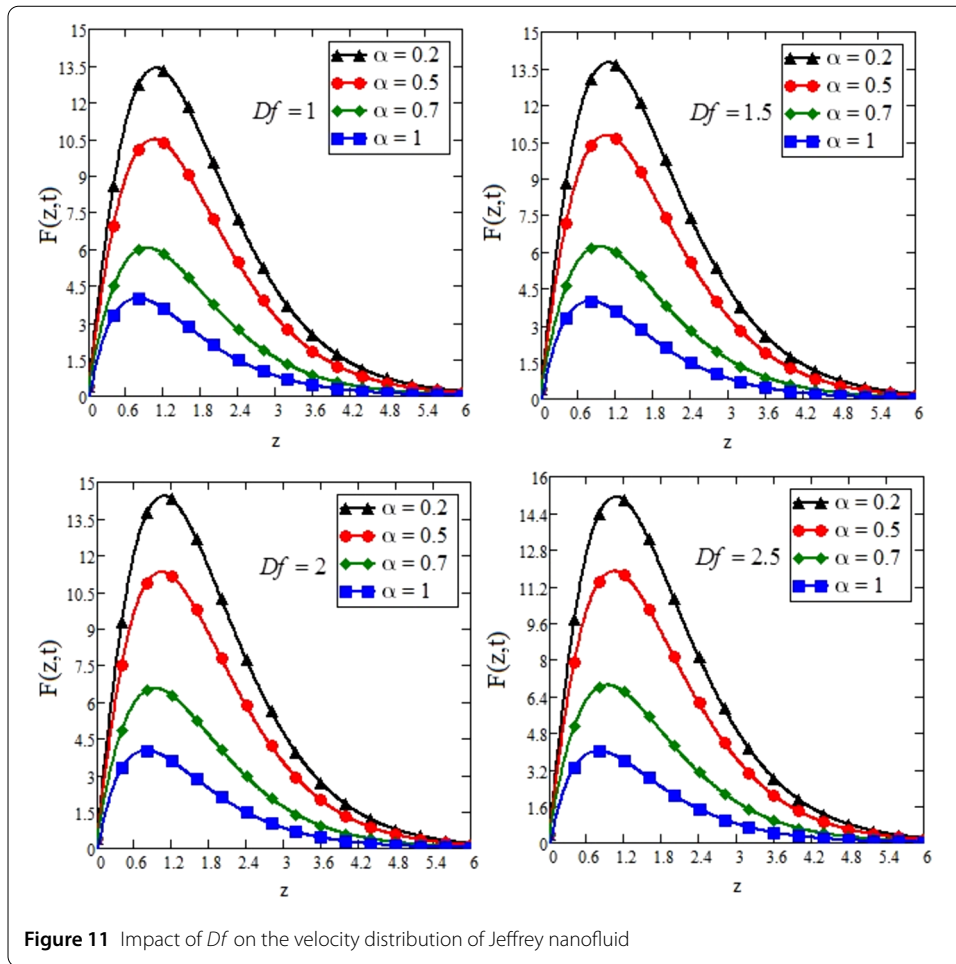 15
13.5
12
10.5
9
7.5
6
4.5
3
1.5
0
F(z,t)
Df = 1
α = 0.2
α = 0.5
α = 0.7
α = 1
0 0.6 1.2 1.8 2.4 3 3.6 4.2 4.8 5.4 6
z
15
13.5
12
10.5
9
7.5
6
4.5
3
1.5
0
F(z,t)
Df = 1.5
α = 0.2
α = 0.5
α = 0.7
α = 1
0 0.6 1.2 1.8 2.4 3 3.6 4.2 4.8 5.4 6
z
15
13.5
12
10.5
9
7.5
6
4.5
3
1.5
0
F(z,t)
Df = 2
α = 0.2
α = 0.5
α = 0.7
α = 1
0 0.6 1.2 1.8 2.4 3 3.6 4.2 4.8 5.4 6
z
16
14.4
12.8
11.2
9.6
8
6.4
4.8
3.2
1.6
0
F(z,t)
Df = 2.5
α = 0.2
α = 0.5
α = 0.7
α = 1
0 0.6 1.2 1.8 2.4 3 3.6 4.2 4.8 5.4 6
z
Figure 11 Impact of Df on the velocity distribution of Jeffrey nanofluid